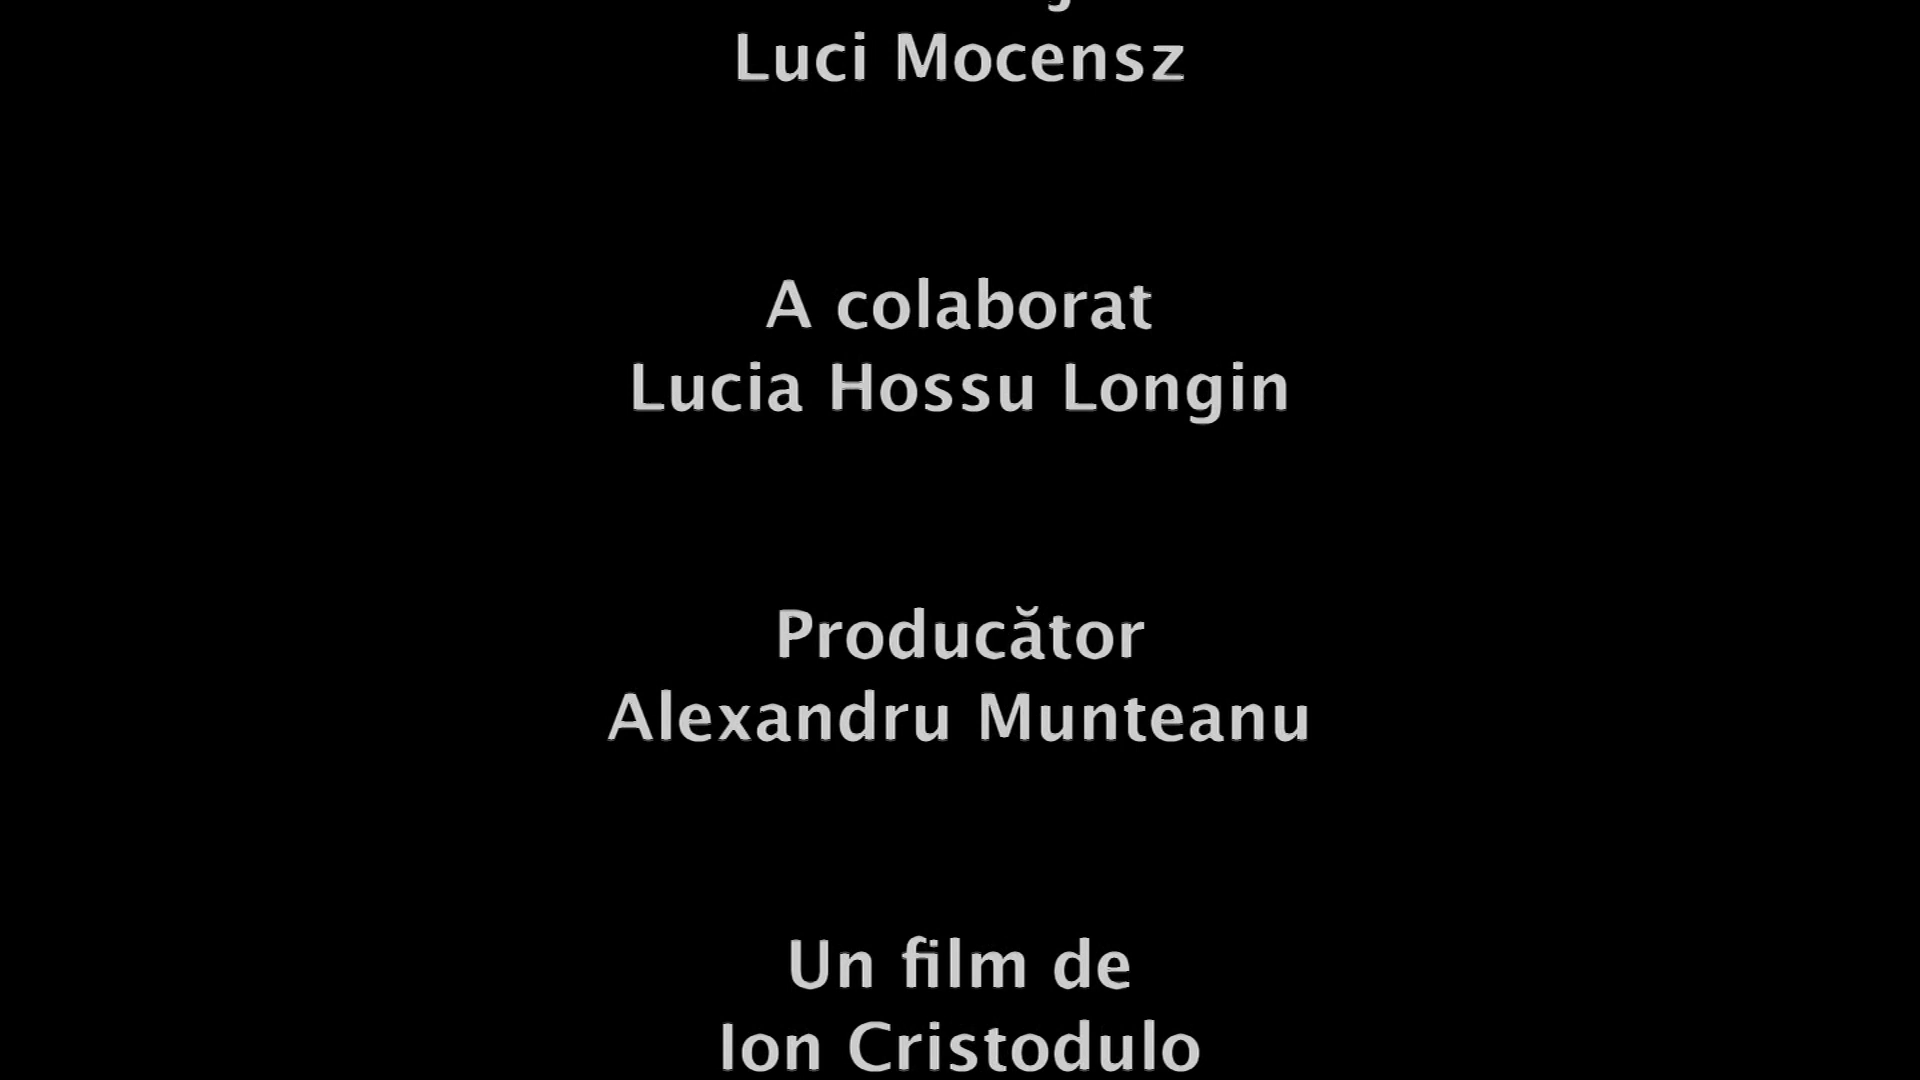 Luci Mocensz
A colaborat
Lucia Hossu Longin
Producător
Alexandru Munteanu
Un film de
Ion Cristodulo